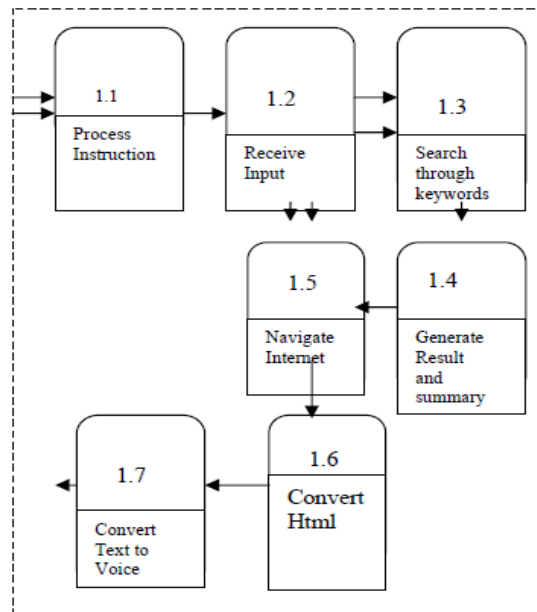 1.1
Process
Instruction
1.2
Receive
Input
1.3
Search
through
keywords
1.5
Navigate
Internet
1.4
Generate
Result
and
summary
1.7
Convert
Text to
Voice
1.6
Convert
Html